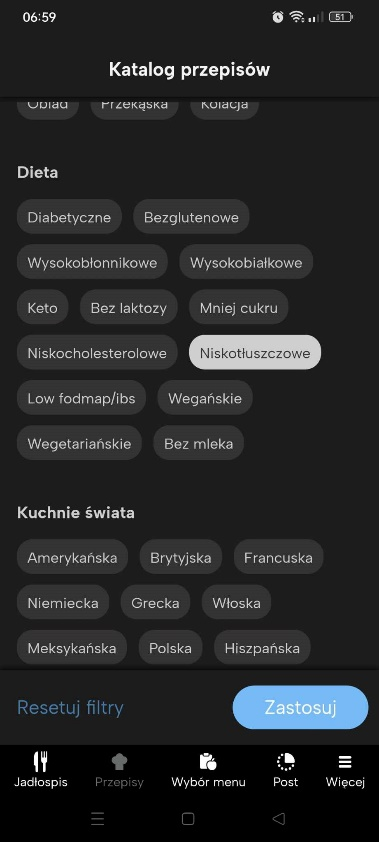 06:59
51
Katalog przepisów
Obiad Przekąska Kolacja
Dieta
Diabetyczne Bezglutenowe
Wysokobłonnikowe Wysokobiałkowe
Keto Bez laktozy Mniej cukru
Niskocholesterolowe Niskotłuszczowe
Low fodmap/ibs Wegańskie
Wegetariańskie Bez mleka
Kuchnie świata
Amerykańska Brytyjska Francuska
Niemiecka Grecka Włoska
Meksykańska Polska Hiszpańska
Resetuj filtry Zastosuj
Jadłospis Przepisy Wybór menu Post Więcej